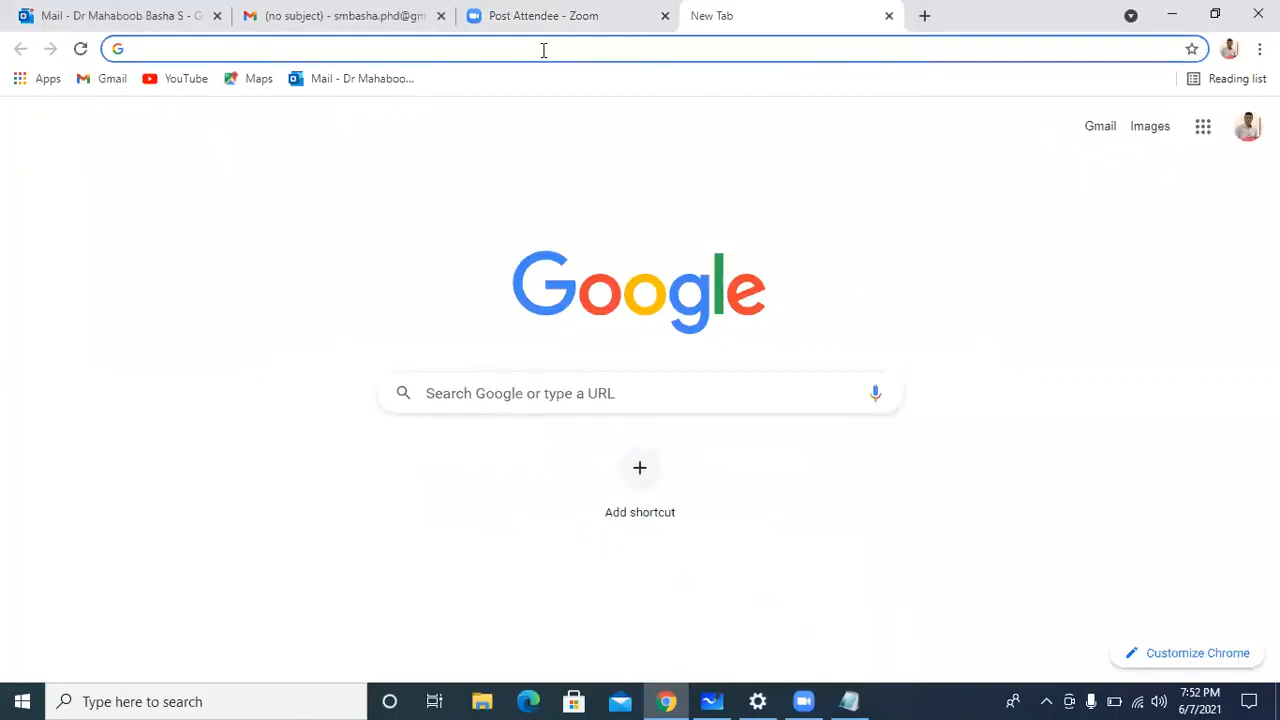 Mail - Dr Mahaboob Basha S - C
(no subject) - smbasha.phd@gm
Post Attendee - Zoom
New Tab
Apps
Gmail
YouTube
Maps
Mail - Dr Mahaboo...
Reading list
Gmail
Images
Google
Search Google or type a URL
Add shortcut
Customize Chrome
Type here to search
7:52 PM
6/7/2021